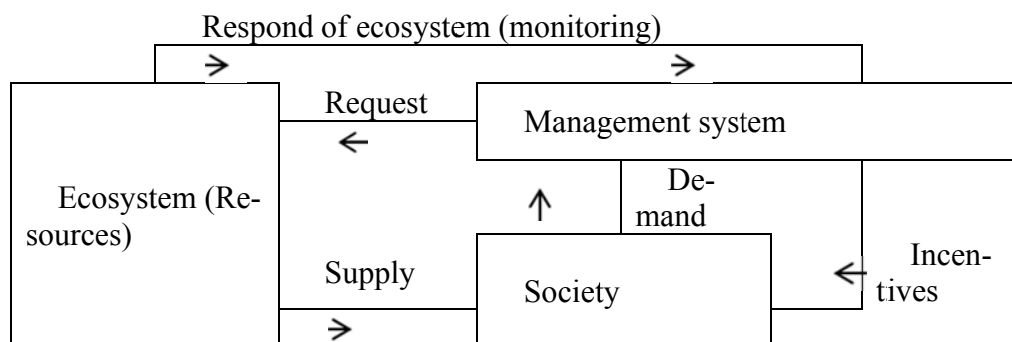 Respond of ecosystem (monitoring)
Request
Management system
Ecosystem (Re-
sources)
De-
mand
Supply
Society
Incen-
tives